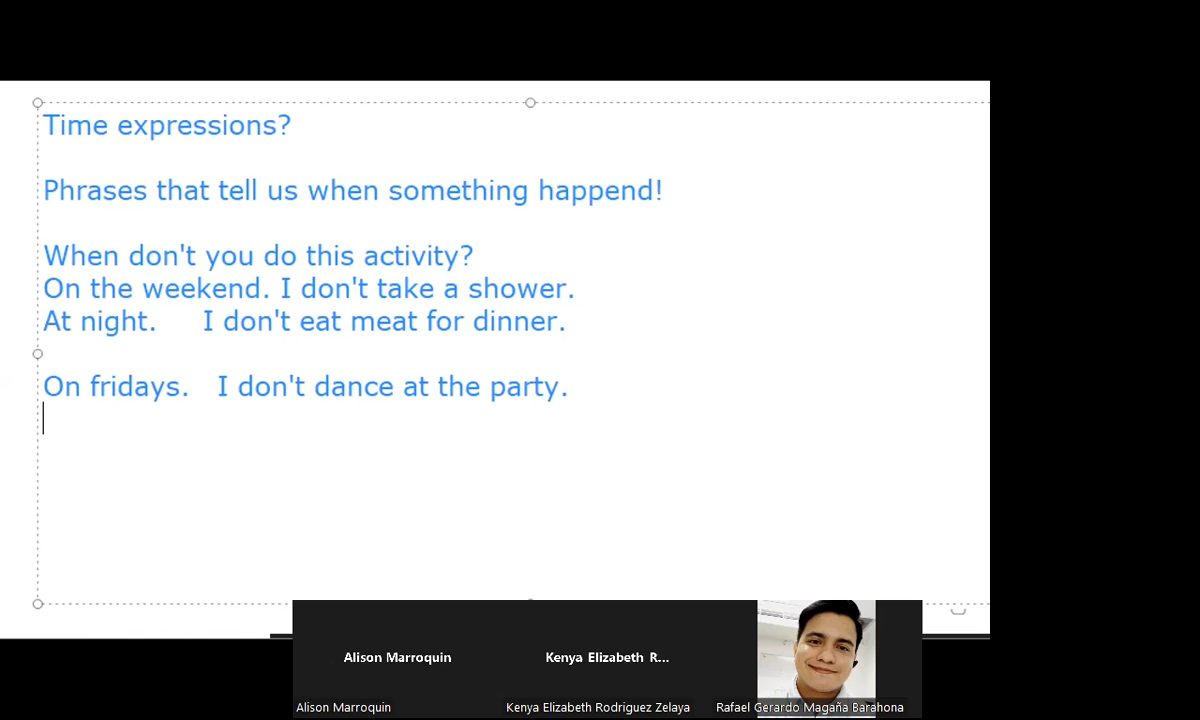 Time expressions?
Phrases that tell us when something happend!
When don't you do this activity?
On the weekend. I don't take a shower.
At night. I don't eat meat for dinner.
On fridays. I don't dance at the party.
Alison Marroquin
Kenya Elizabeth R...
Alison Marroquin
Kenya Elizabeth Rodriguez Zelaya
Rafael Gerardo Magaña Barahona